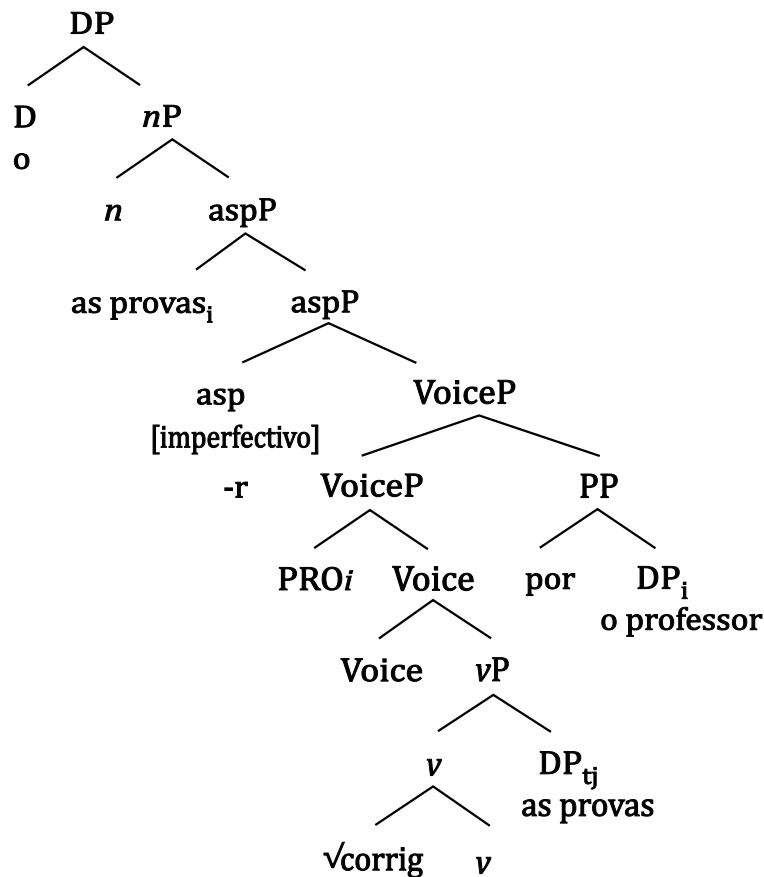 DP
D nP
o
n aspP
as provasi aspP
asp VoiceP
[imperfectivo]
-r VoiceP PP
PROi Voice por DPi
o professor
Voice vP
v DPtj
as provas
√corrig v